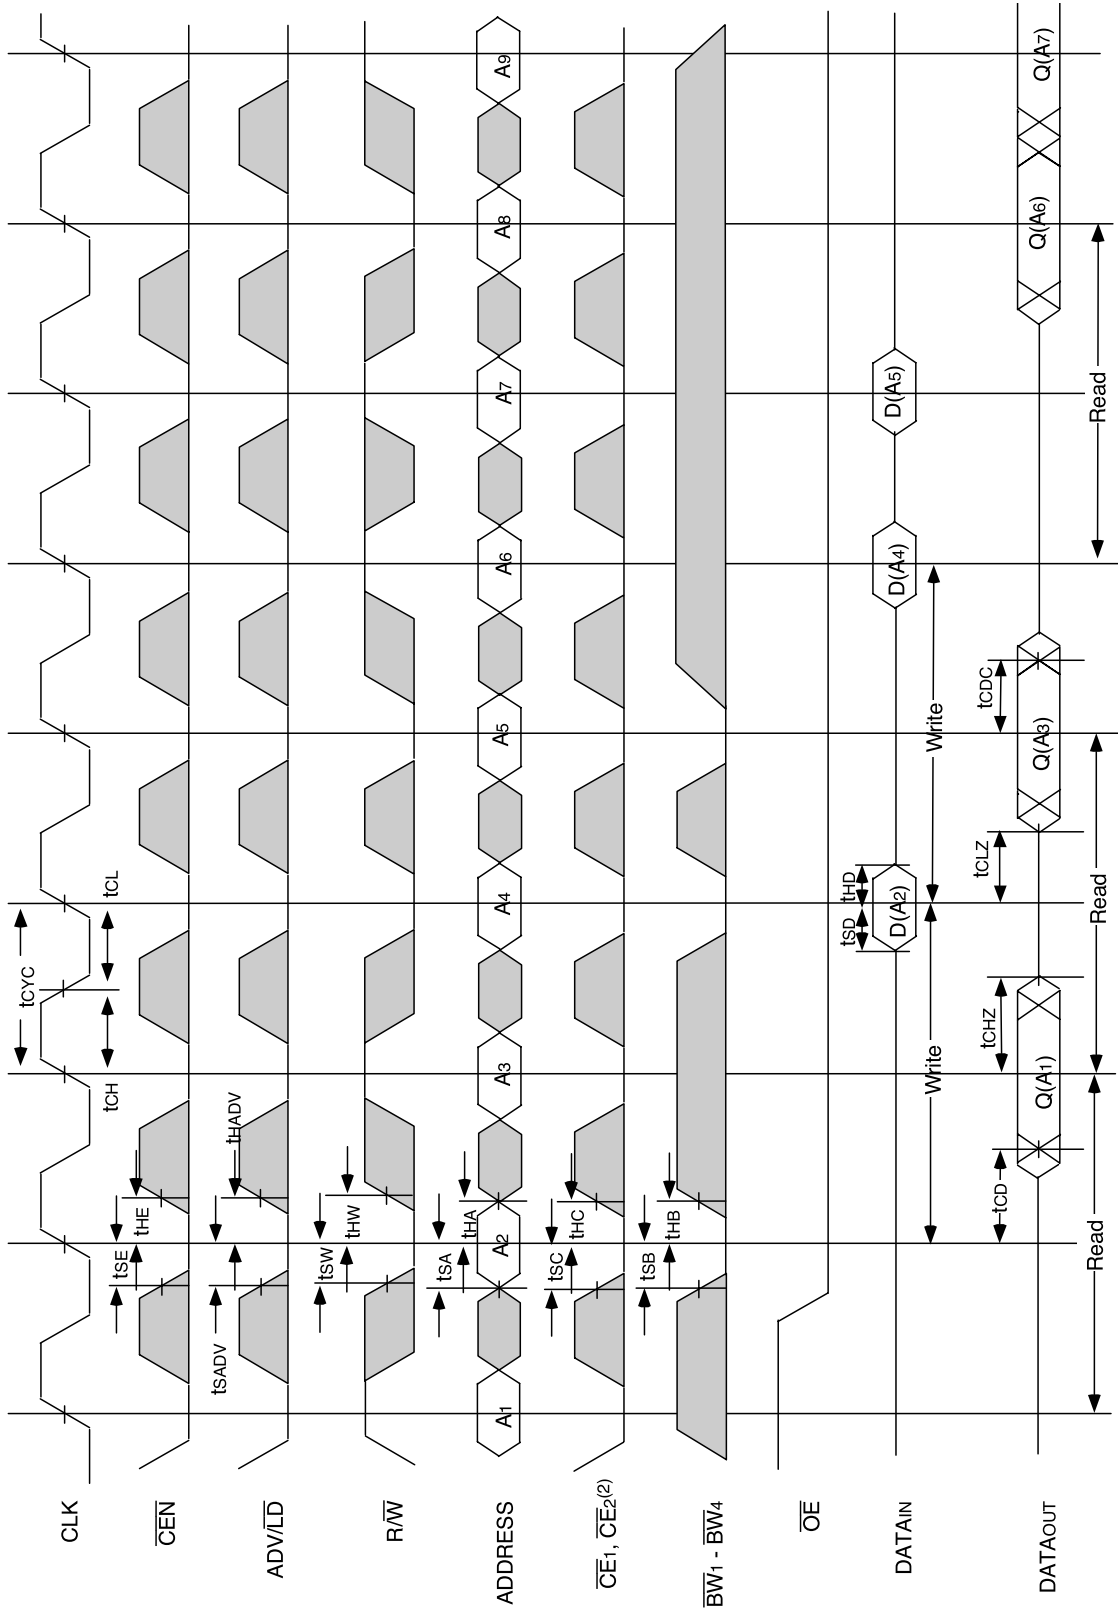 CLK
tCYC
tCH
tCL
CEN
tSE
tHE
ADV/LD
tSADV
tHADV
R/W
tSW
tHW
ADDRESS
A1
A2
A3
A4
A5
A6
A7
A8
A9
tSA
tHA
CE1, CE2(2)
tSC
tHC
BW1 - BW4
tSB
tHB
OE
DATAIN
tSD
tHD
D(A2)
D(A4)
D(A5)
Write
Write
DATAOUT
tCD
Q(A1)
tCHZ
tCLZ
Q(A3)
tCDC
Q(A6)
Q(A7)
Read
Read
Read